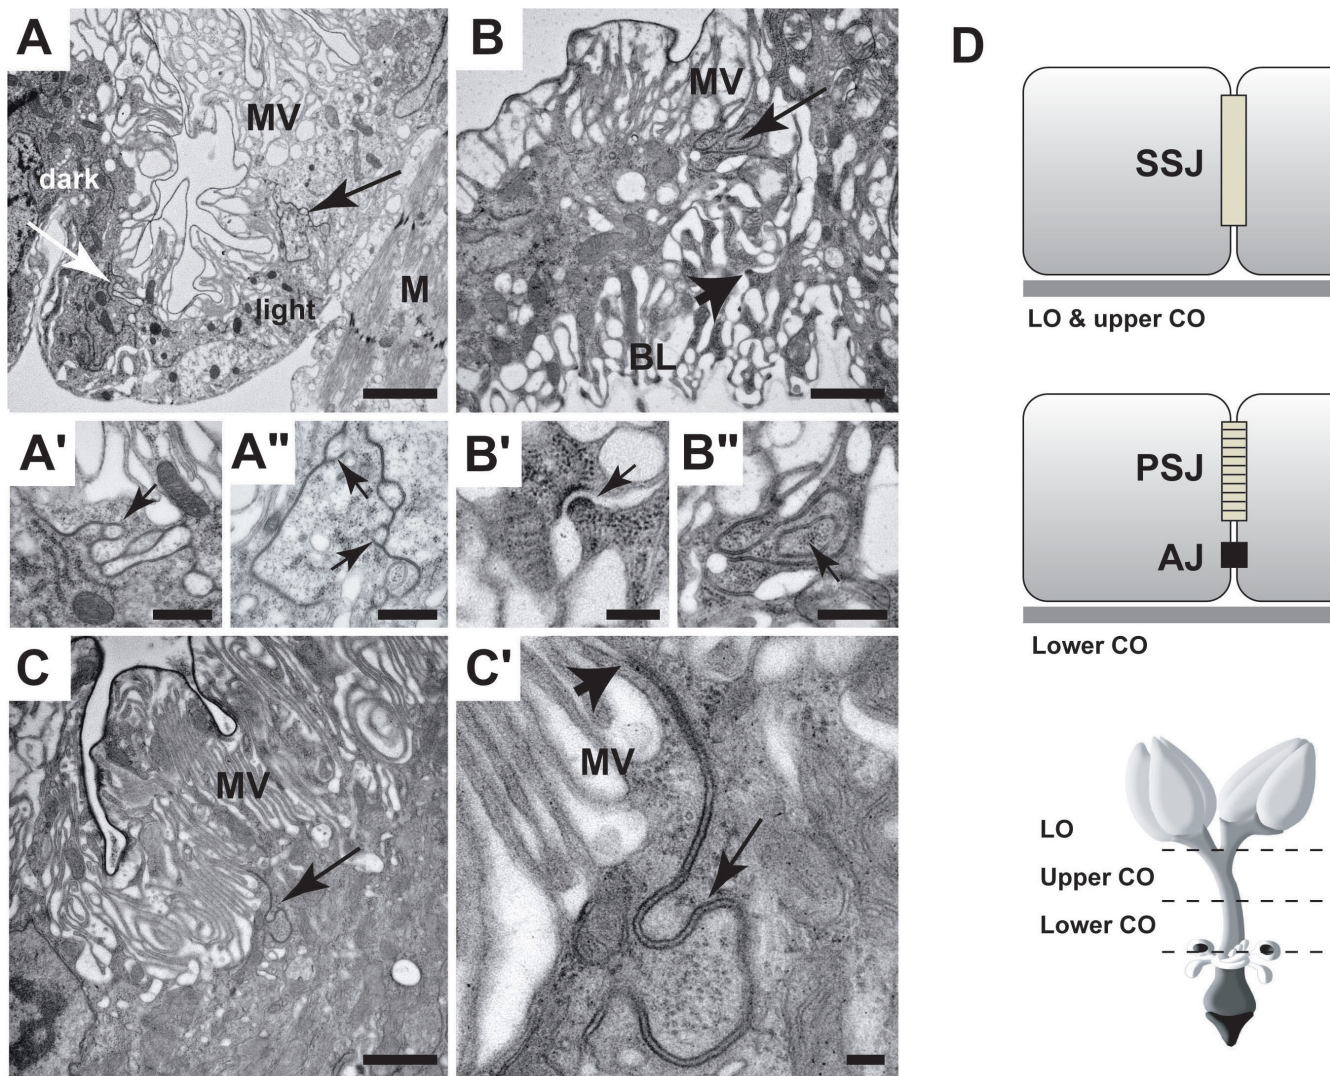 A
MV
dark
light
M
B
MV
BL
A'
A"
B'
B"
C
MV
C'
MV
D
SSJ
LO & upper CO
PSJ
AJ
Lower CO
LO
Upper CO
Lower CO